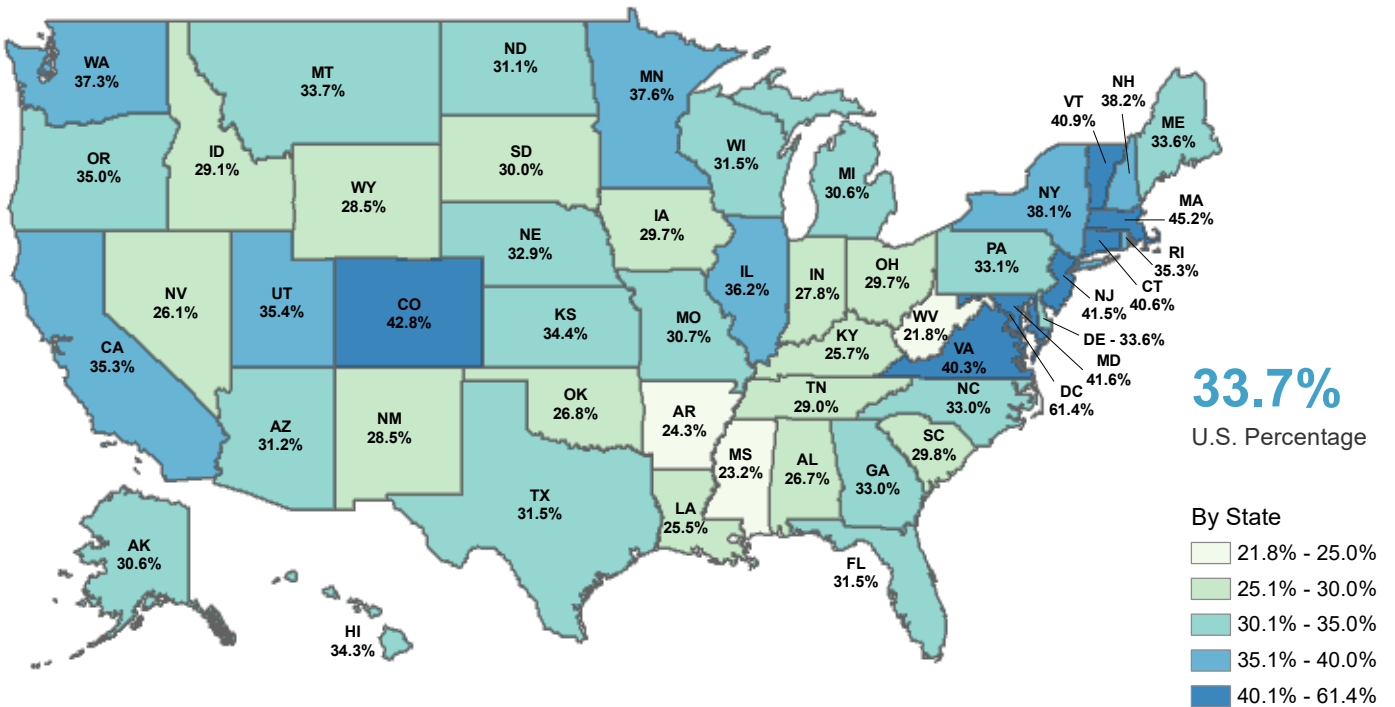 WA
37.3%
MT
33.7%
ND
31.1%
MN
37.6%
NH
38.2%
VT
40.9%
ME
33.6%
OR
35.0%
ID
29.1%
SD
30.0%
WI
31.5%
MI
30.6%
WY
28.5%
NY
38.1%
MA
45.2%
IA
29.7%
NE
32.9%
PA
33.1%
RI
35.3%
CT
40.6%
NJ
41.5%
IL
36.2%
IN
27.8%
OH
29.7%
NV
26.1%
UT
35.4%
CO
42.8%
KS
34.4%
MO
30.7%
WV
21.8%
DE - 33.6%
KY
25.7%
VA
40.3%
MD
41.6%
DC
61.4%
CA
35.3%
TN
29.0%
NC
33.0%
OK
26.8%
AR
24.3%
AZ
31.2%
NM
28.5%
SC
29.8%
MS
23.2%
AL
26.7%
GA
33.0%
TX
31.5%
LA
25.5%
AK
30.6%
FL
31.5%
HI
34.3%
33.7%
U.S. Percentage
By State
21.8% - 25.0%
25.1% - 30.0%
30.1% - 35.0%
35.1% - 40.0%
40.1% - 61.4%